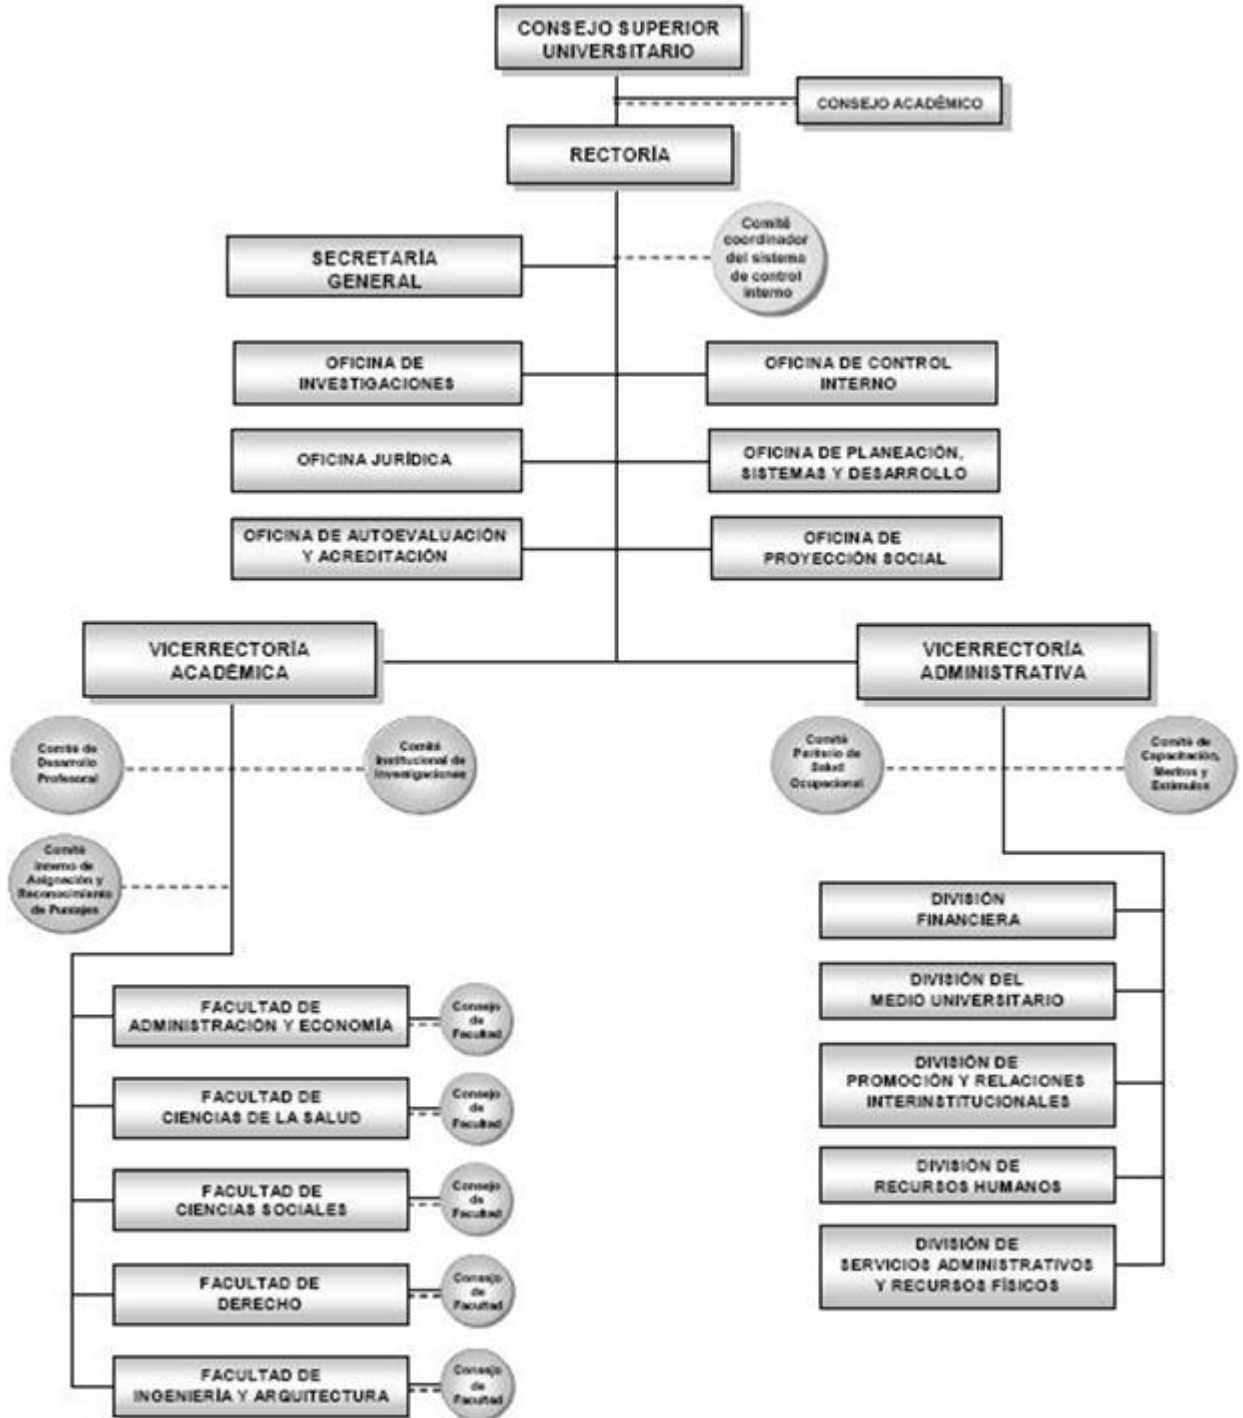 CONSEJO SUPERIOR
UNIVERSITARIO
CONSEJO ACADÉMICO
RECTORÍA
Comité
coordinador
del sistema
de control
interno
SECRETARÍA
GENERAL
OFICINA DE
INVESTIGACIONES
OFICINA DE CONTROL
INTERNO
OFICINA JURÍDICA
OFICINA DE PLANEACIÓN,
SISTEMAS Y DESARROLLO
OFICINA DE AUTOEVALUACIÓN
Y ACREDITACIÓN
OFICINA DE
PROYECCIÓN SOCIAL
VICERRECTORÍA
ACADÉMICA
VICERRECTORÍA
ADMINISTRATIVA
Comité de
Desarrollo
Profesoral
Comité
Institucional de
Investigaciones
Comité
Paritario de
Salud
Ocupacional
Comité de
Capacitación,
Meritos y
Estímulos
Comité
Interno de
Asignación y
Reconocimiento
de Puntajes
DIVISIÓN
FINANCIERA
DIVISIÓN DEL
MEDIO UNIVERSITARIO
DIVISIÓN DE
PROMOCIÓN Y RELACIONES
INTERINSTITUCIONALES
DIVISIÓN DE
RECURSOS HUMANOS
DIVISIÓN DE
SERVICIOS ADMINISTRATIVOS
Y RECURSOS FÍSICOS
FACULTAD DE
ADMINISTRACIÓN Y ECONOMÍA
Consejo
de
Facultad
FACULTAD DE
CIENCIAS DE LA SALUD
Consejo
de
Facultad
FACULTAD DE
CIENCIAS SOCIALES
Consejo
de
Facultad
FACULTAD DE
DERECHO
Consejo
de
Facultad
FACULTAD DE
INGENIERÍA Y ARQUITECTURA
Consejo
de
Facultad